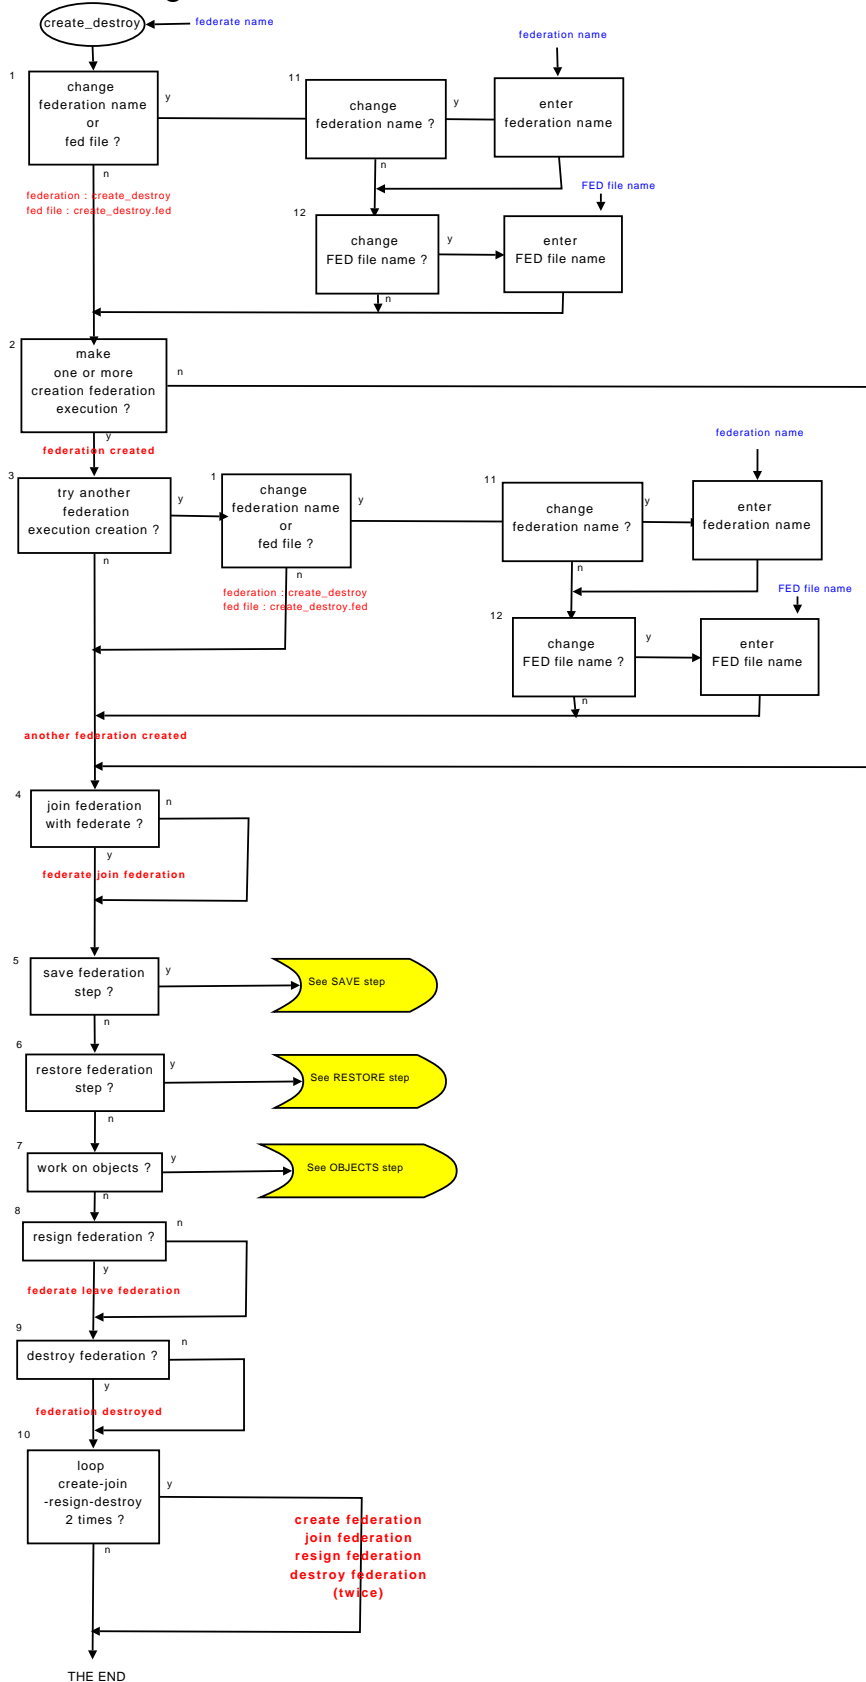 create_destroy
federate name
1
change
federation name
or
fed file ?
y
n
federation : create_destroy
fed file : create_destroy.fed
11
change
federation name ?
y
n
federation name
enter
federation name
12
change
FED file name ?
y
n
FED file name
enter
FED file name
2
make
one or more
creation federation
execution ?
n
y
federation created
3
try another
federation
execution creation ?
y
n
1
change
federation name
or
fed file ?
y
n
federation : create_destroy
fed file : create_destroy.fed
11
change
federation name ?
y
n
federation name
enter
federation name
12
change
FED file name ?
y
n
FED file name
enter
FED file name
another federation created
4
join federation
with federate ?
n
y
federate join federation
5
save federation
step ?
y
n
See SAVE step
6
restore federation
step ?
y
n
See RESTORE step
7
work on objects ?
y
n
See OBJECTS step
8
resign federation ?
n
y
federate leave federation
9
destroy federation ?
n
y
federation destroyed
10
loop
create-join
-resign-destroy
2 times ?
y
n
create federation
join federation
resign federation
destroy federation
(twice)
THE END